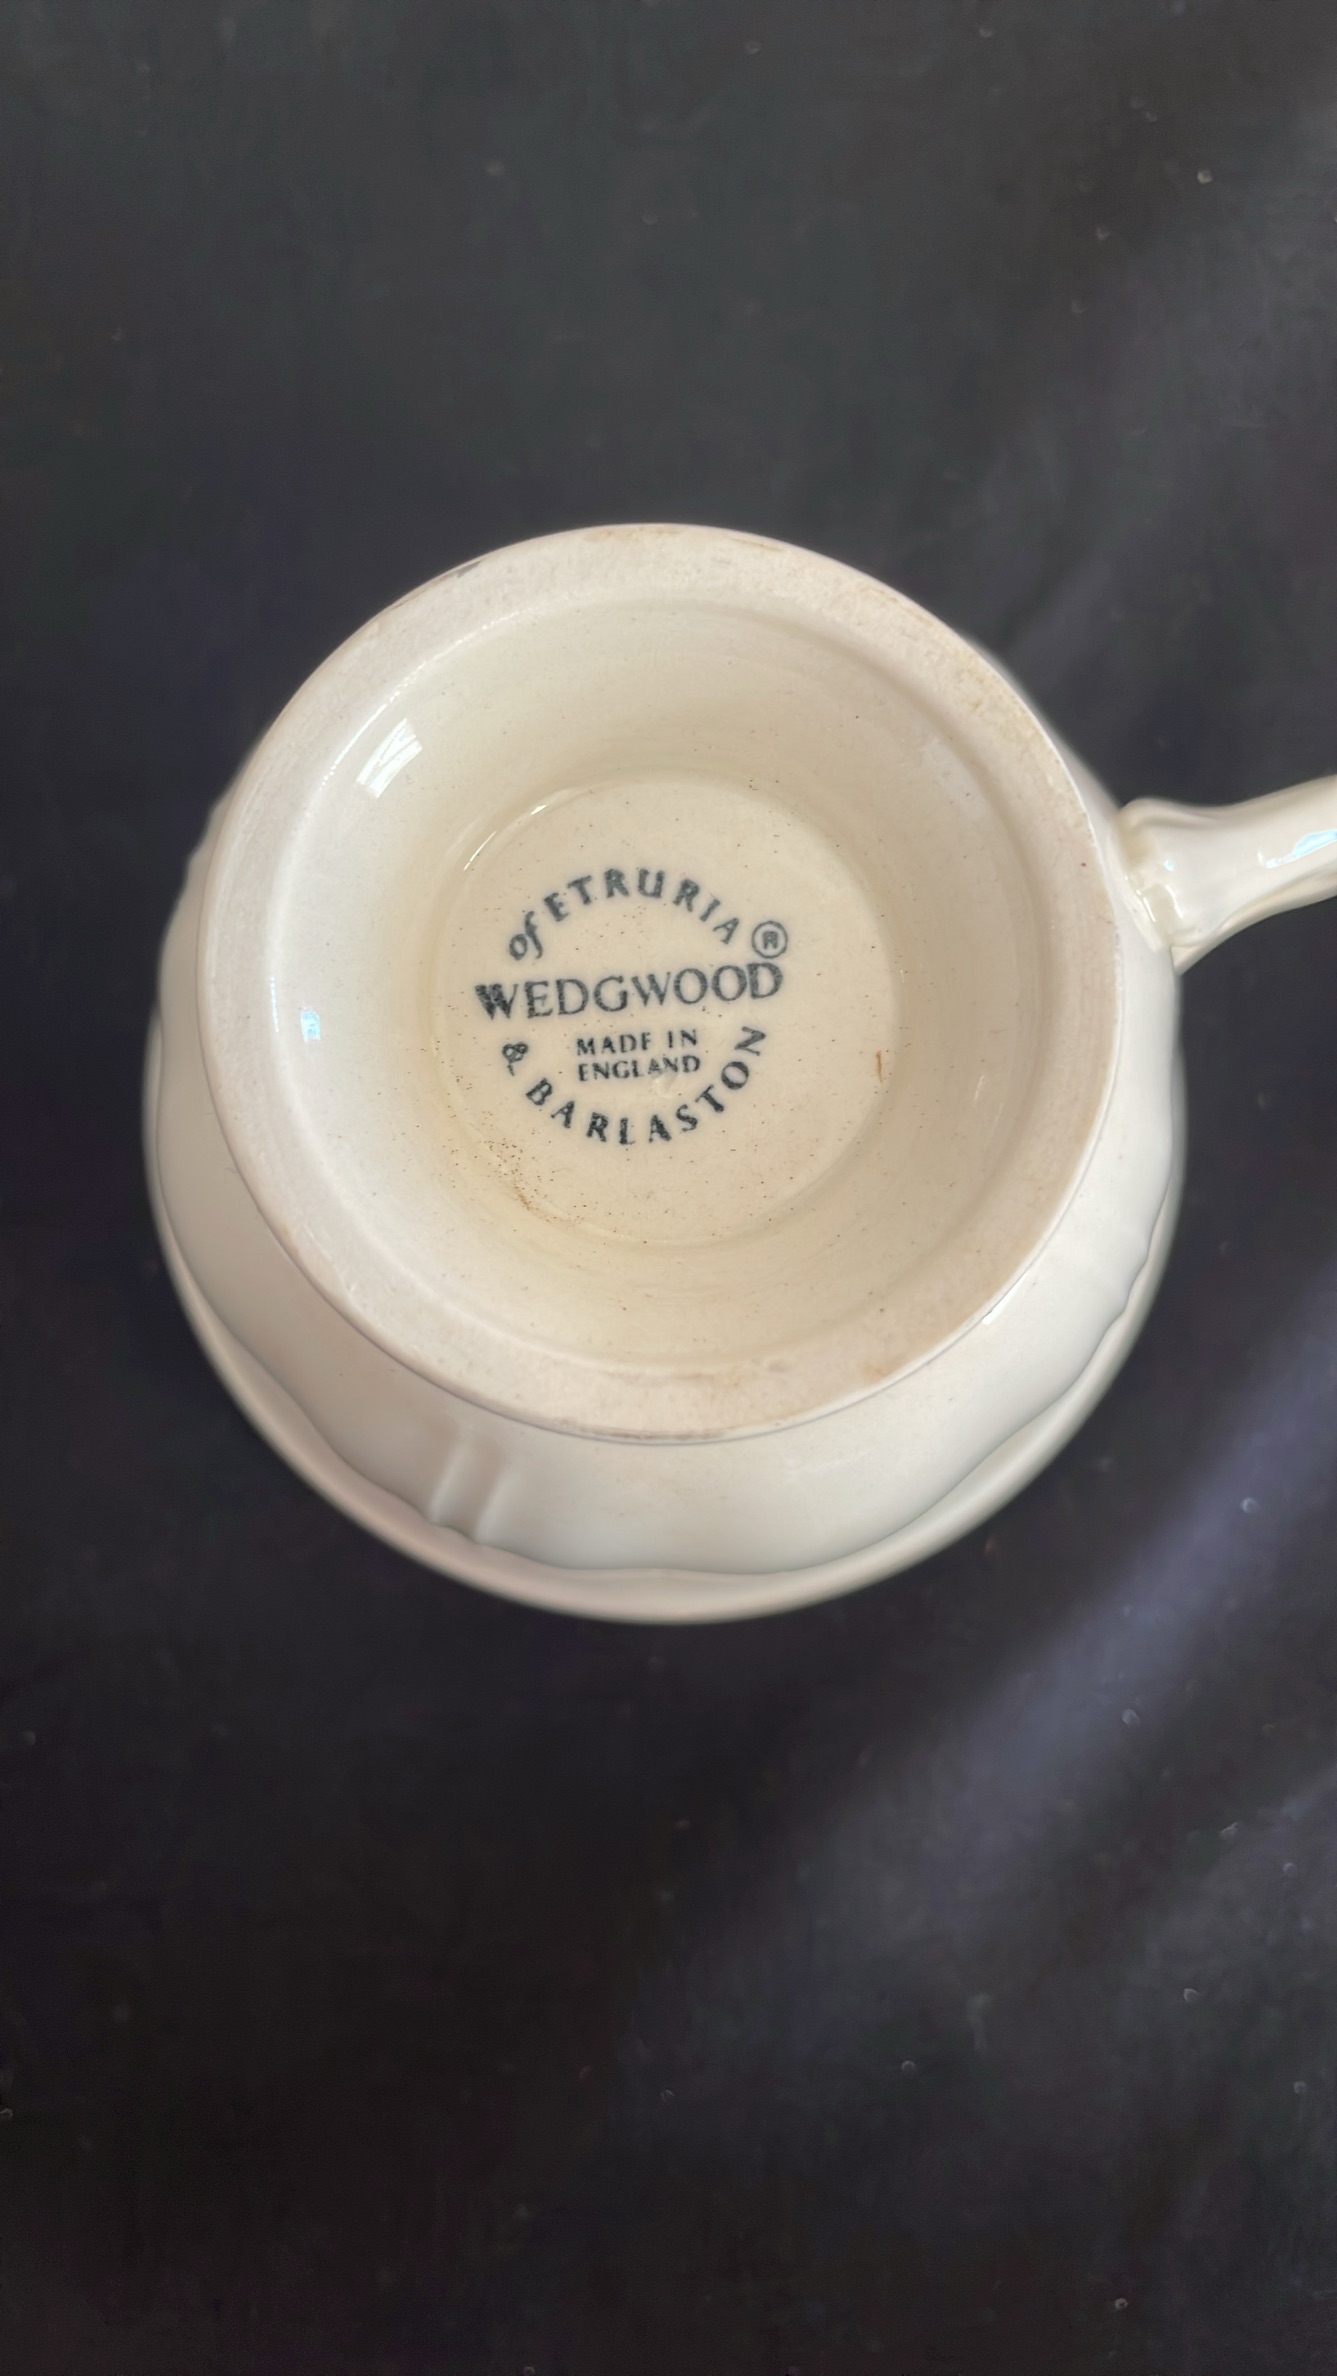 of ETRURIA ®
WEDGWOOD
MADE IN
ENGLAND
& BARLASTON